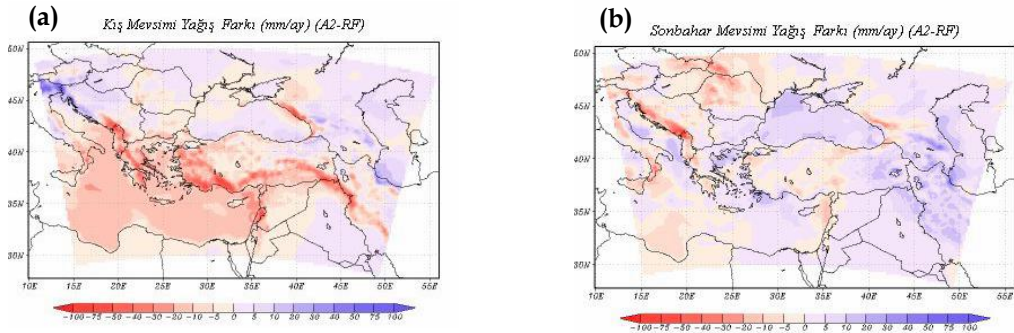 (a)
Kış Mevsimi Yağış Farkı (mm/ay) (A2-RF)
50N
45N
40N
35N
30N
10E 15E 20E 25E 30E 35E 40E 45E 50E 55E
-100 -75 -50 -30 -20 -10 -5 0 5 10 20 30 50 75 100
(b)
Sonbahar Mevsimi Yağış Farkı (mm/ay) (A2-RF)
50N
45N
40N
35N
30N
10E 15E 20E 25E 30E 35E 40E 45E 50E 55E
-100 -75 -50 -30 -20 -10 -5 0 5 10 20 30 50 75 100